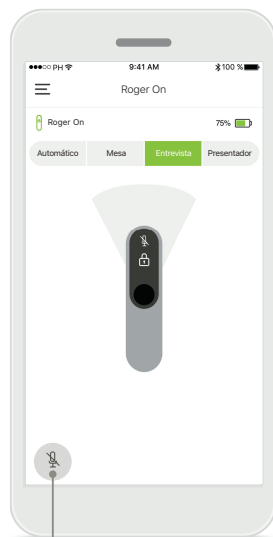 PH 9:41 AM 100 %
Roger On
Roger On 75%
Automático Mesa Entrevista Presentador